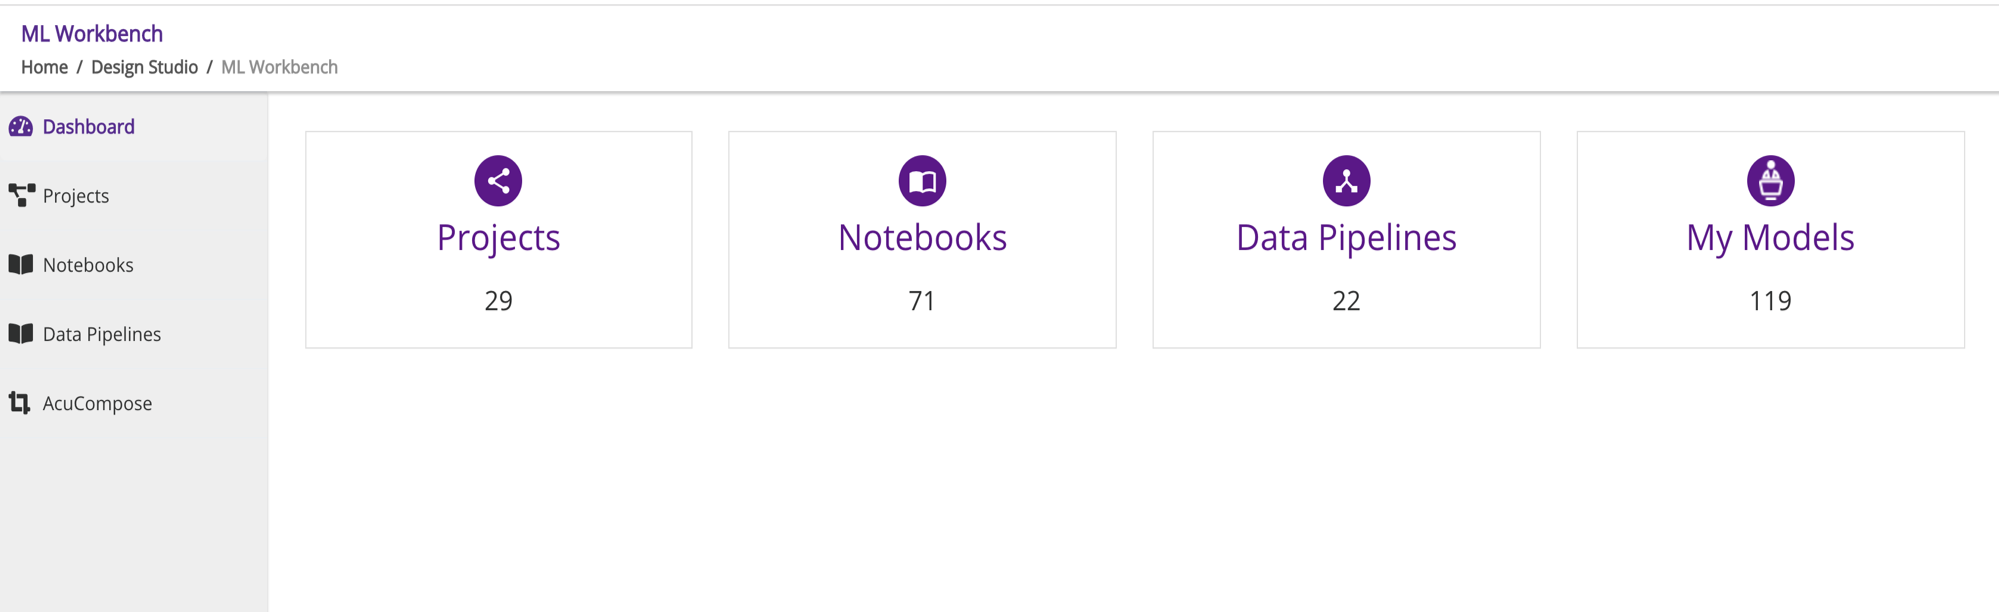 ML Workbench
Home / Design Studio / ML Workbench
Dashboard
Projects
Notebooks
Data Pipelines
AcuCompose
Projects
29
Notebooks
71
Data Pipelines
22
My Models
119